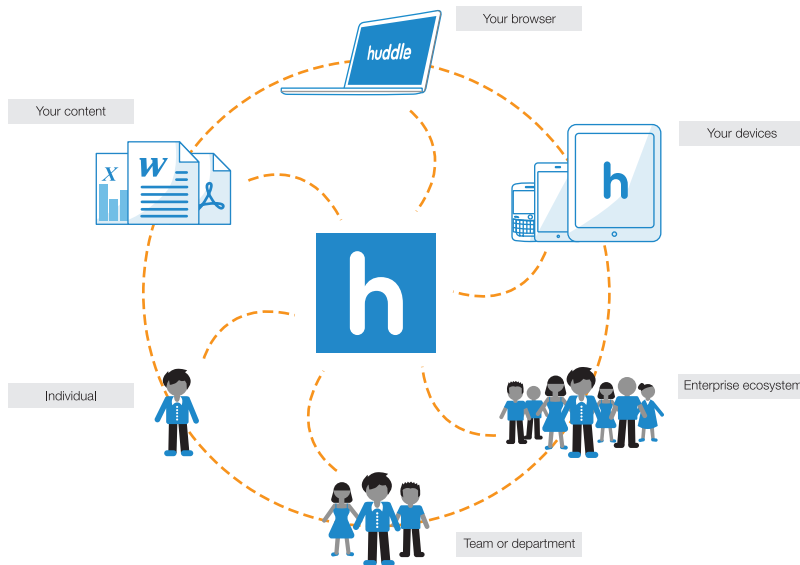 Your browser
huddle
Your content
Your devices
X
W
h
h
Individual
Enterprise ecosystem
Team or department